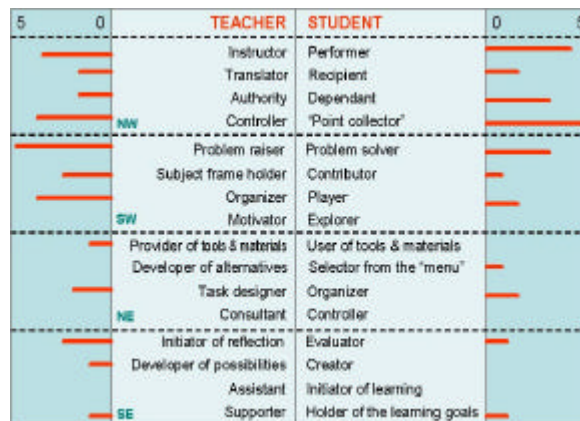 5 0 TEACHER STUDENT 0 5
Instructor Performer
Translator Recipient
Authority Dependant
NW Controller "Point collector"
Problem raiser Problem solver
Subject frame holder Contributor
Organizer Player
SW Motivator Explorer
Provider of tools & materials User of tools & materials
Developer of alternatives Selector from the "menu"
Task designer Organizer
NE Consultant Controller
Initiator of reflection Evaluator
Developer of possibilities Creator
Assistant Initiator of learning
SE Supporter Holder of the learning goals